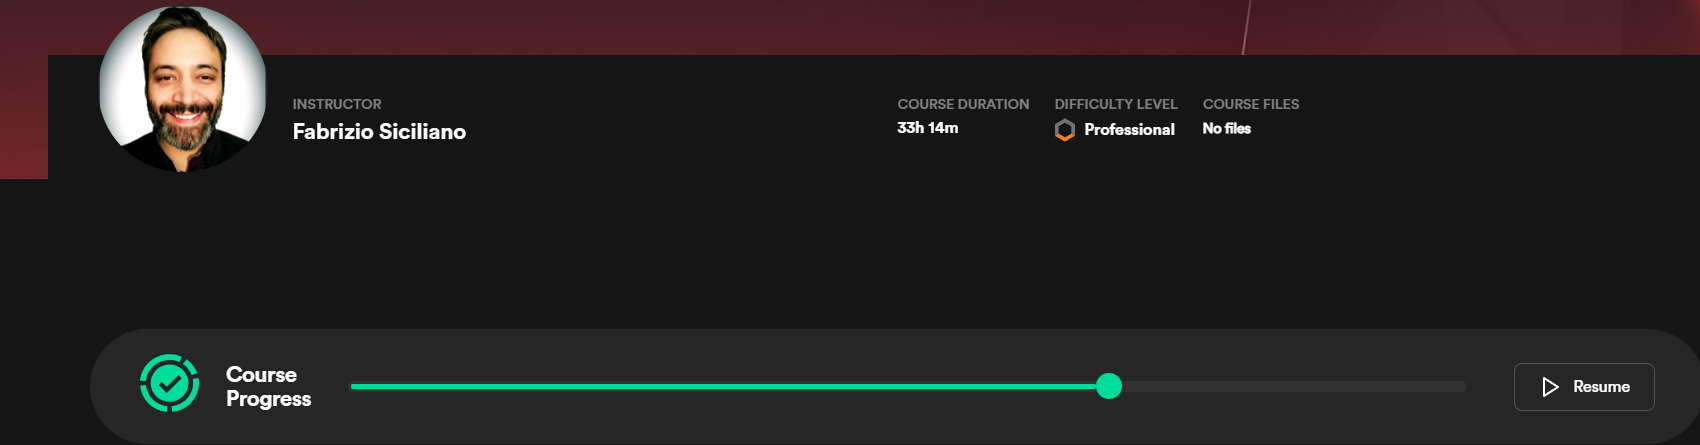 INSTRUCTOR
Fabrizio Siciliano
COURSE DURATION
33h 14m
DIFFICULTY LEVEL
Professional
COURSE FILES
No files
Course
Progress
Resume